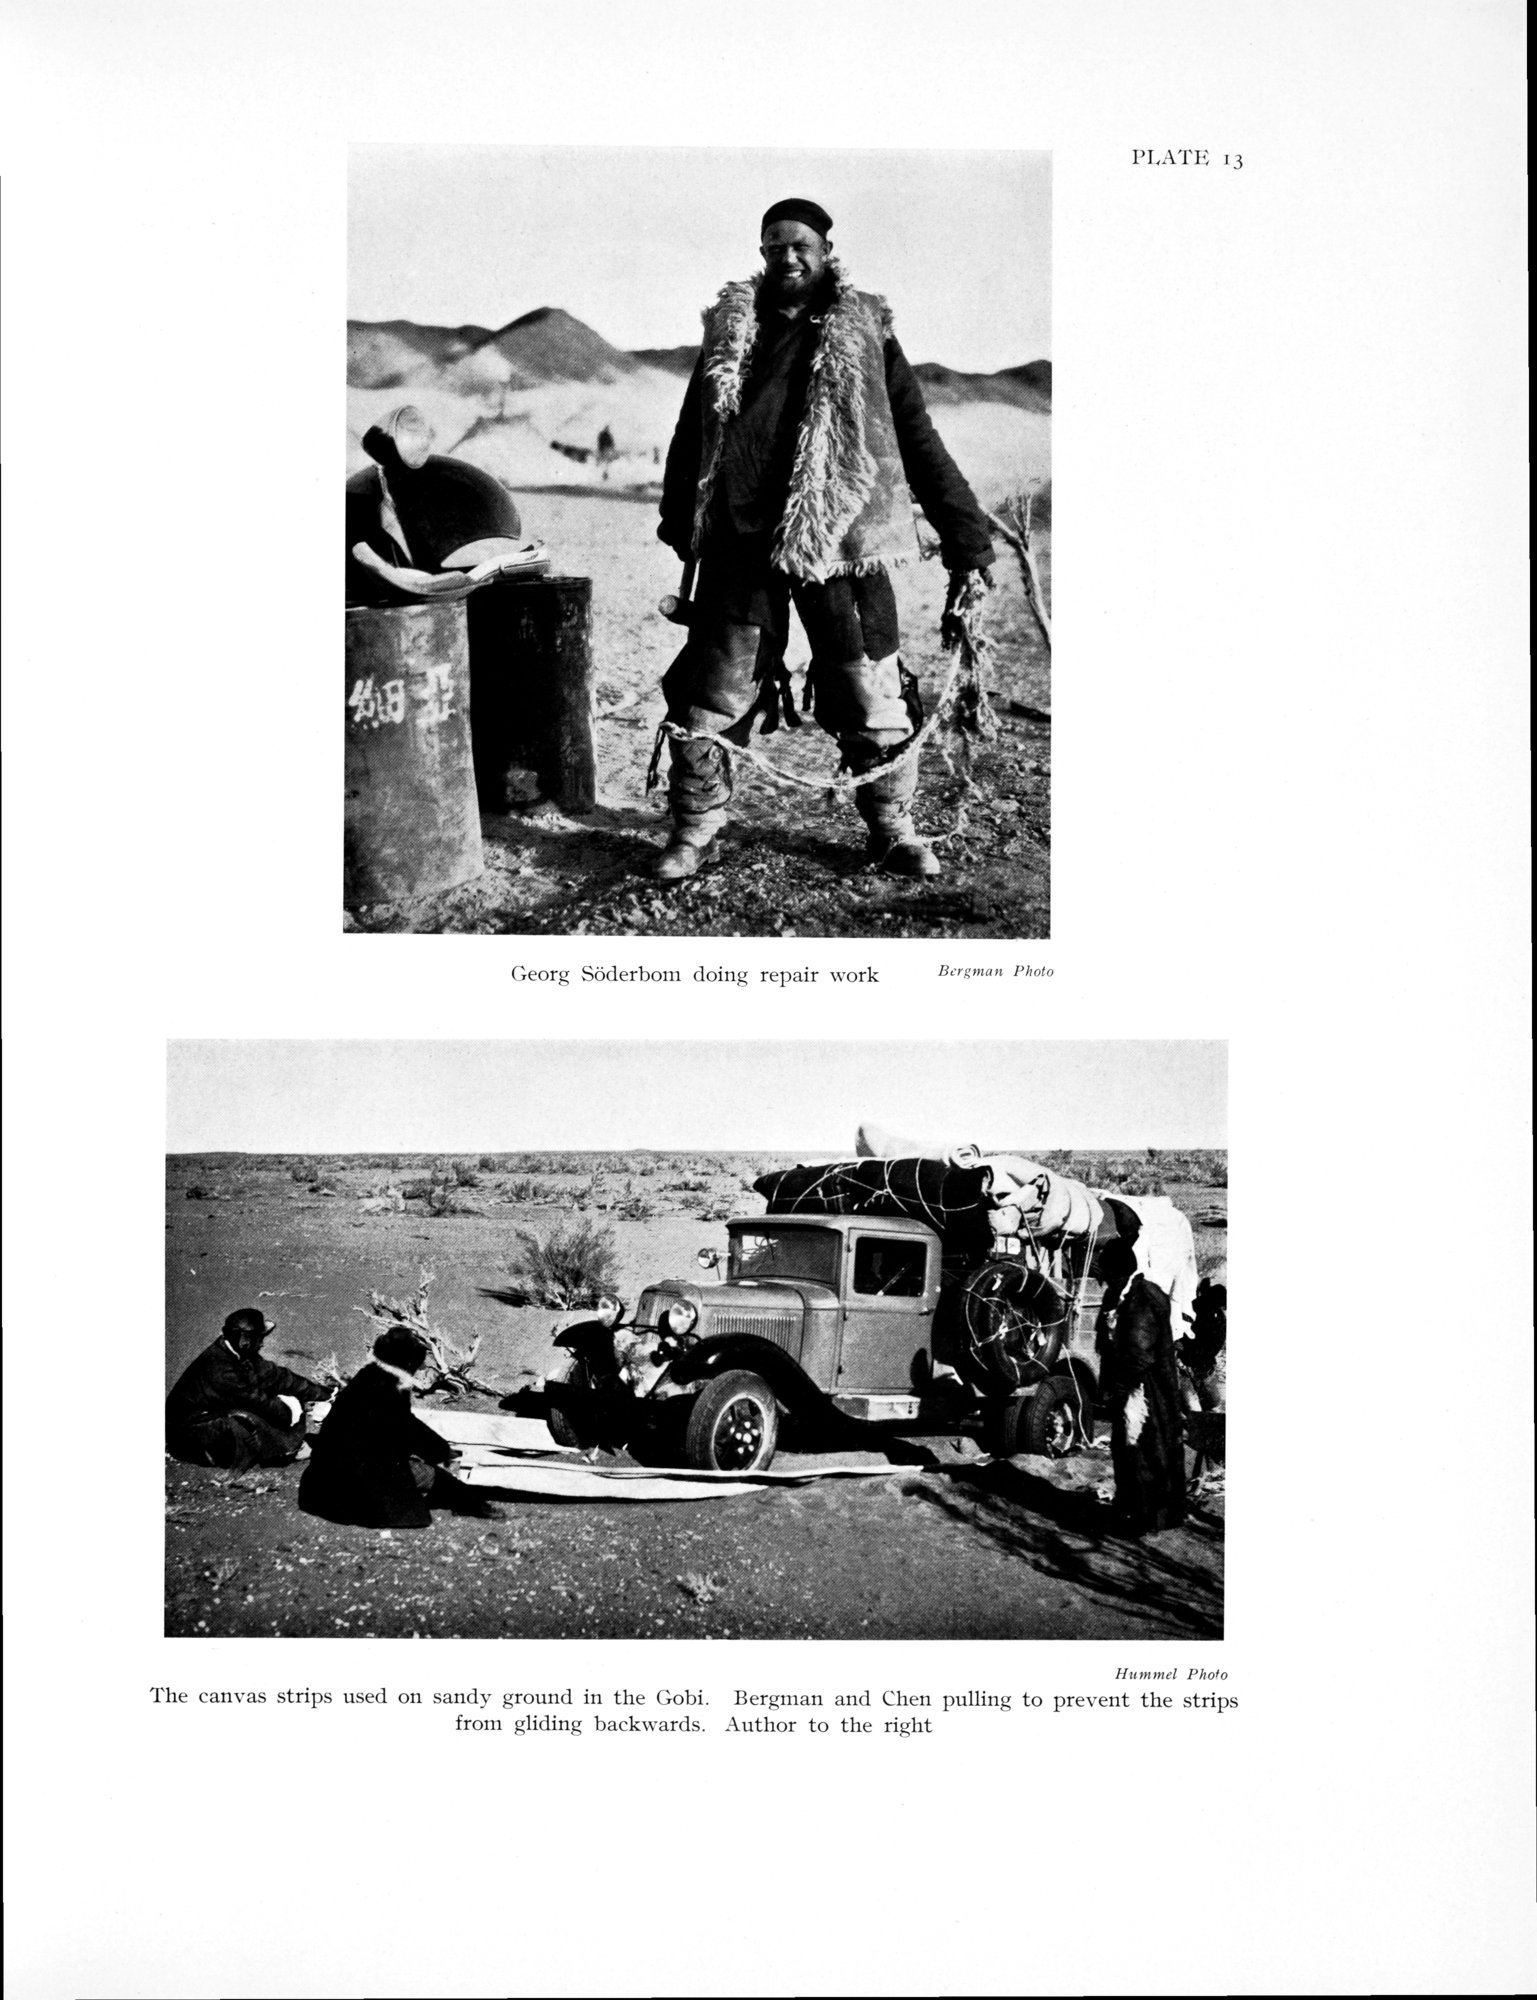 PLATE 13
Georg Söderbom doing repair work
Bergman Photo
Hummel Photo
The canvas strips used on sandy ground in the Gobi. Bergman and Chen pulling to prevent the strips
from gliding backwards. Author to the right